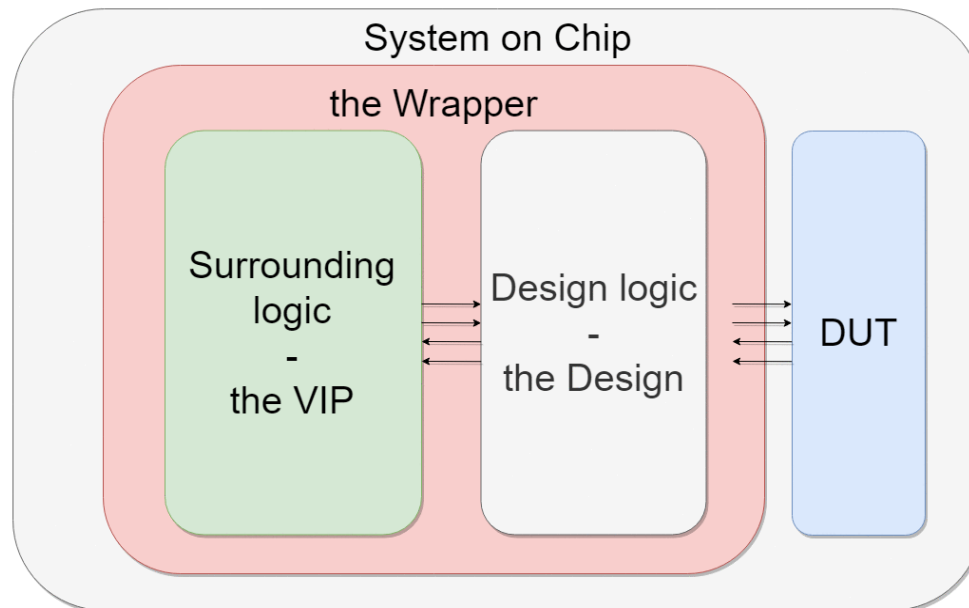 System on Chip
the Wrapper
Surrounding
logic
-
the VIP
Design logic
-
the Design
DUT